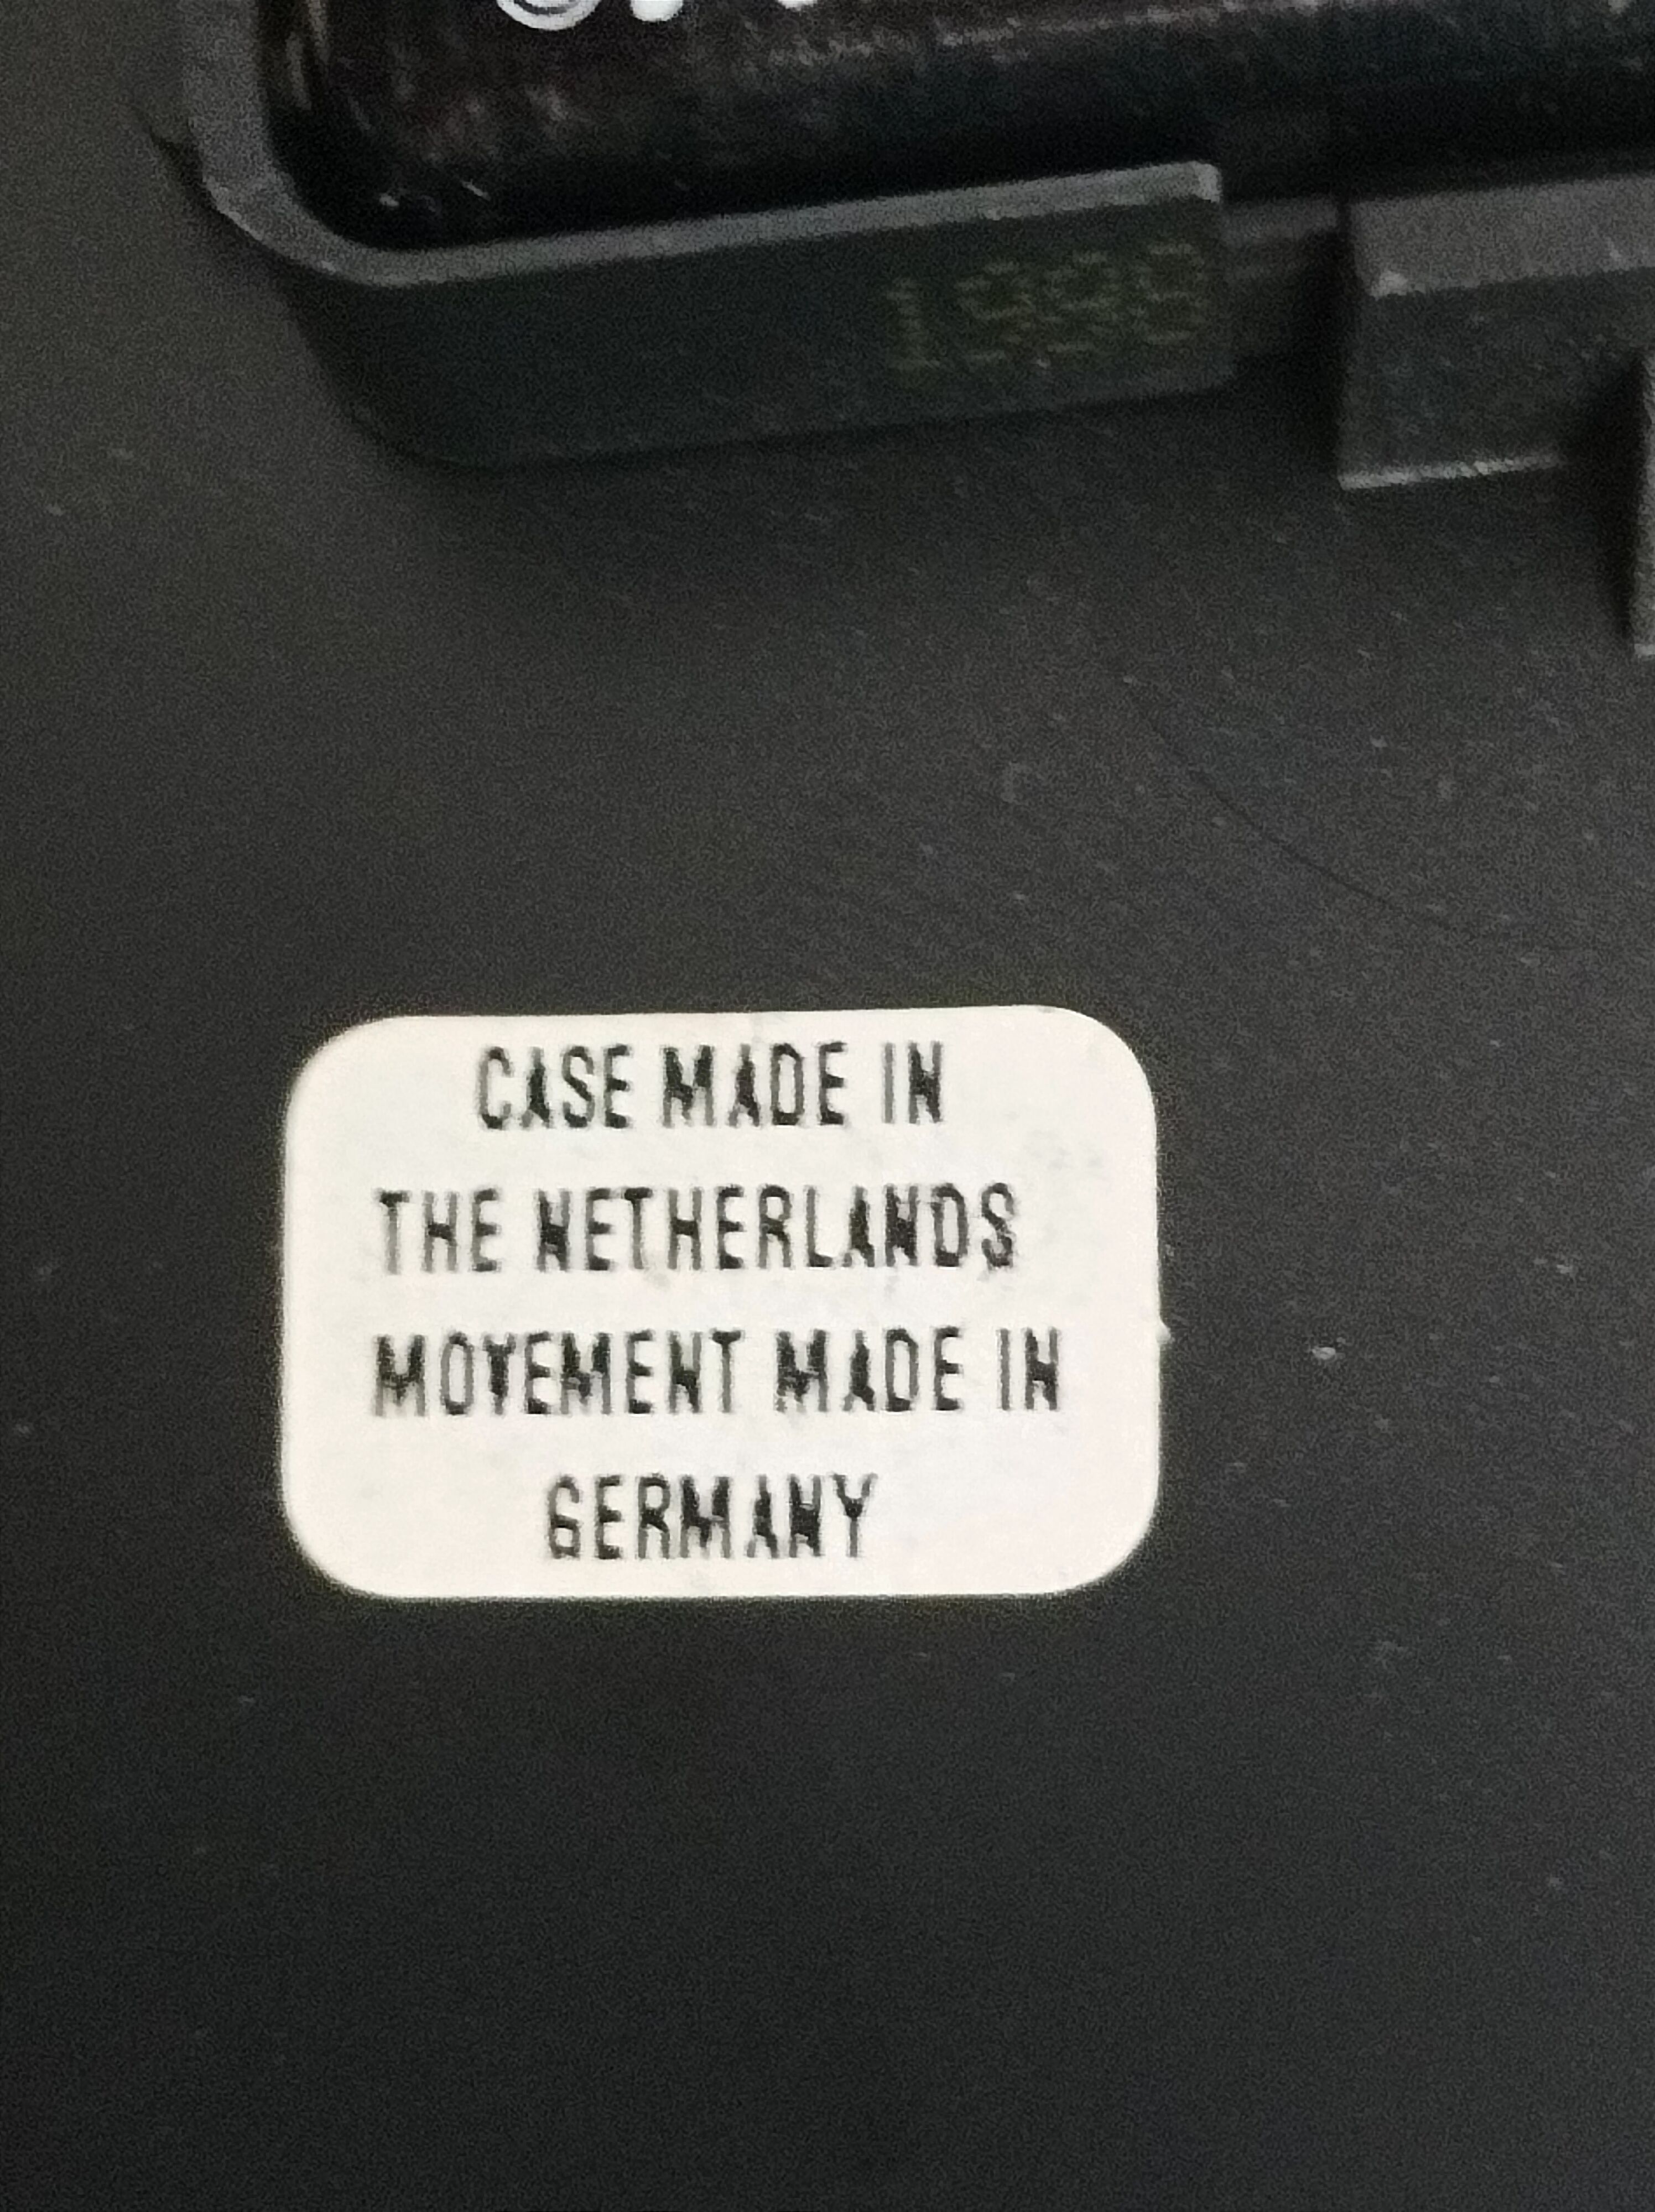 CASE MADE IN
THE NETHERLANDS
MOVEMENT MADE IN
GERMANY